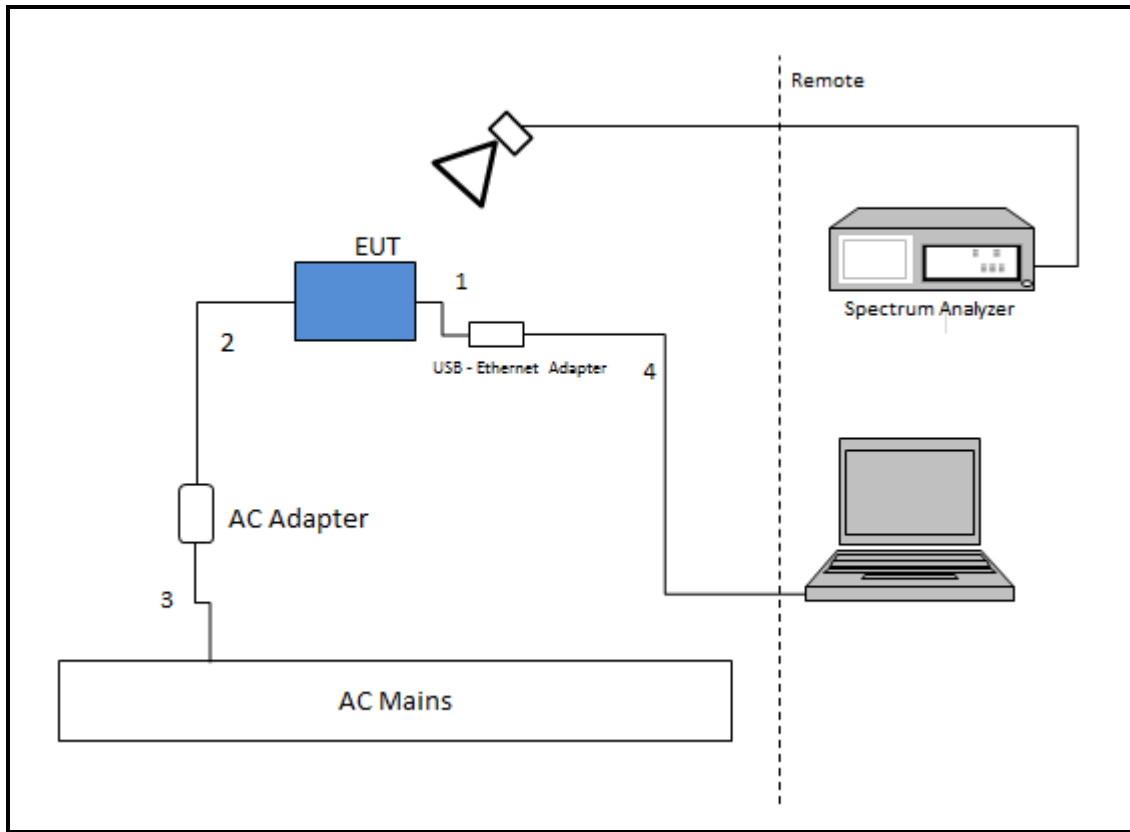 Remote
EUT
1
Spectrum Analyzer
2
USB - Ethernet Adapter
4
AC Adapter
3
AC Mains